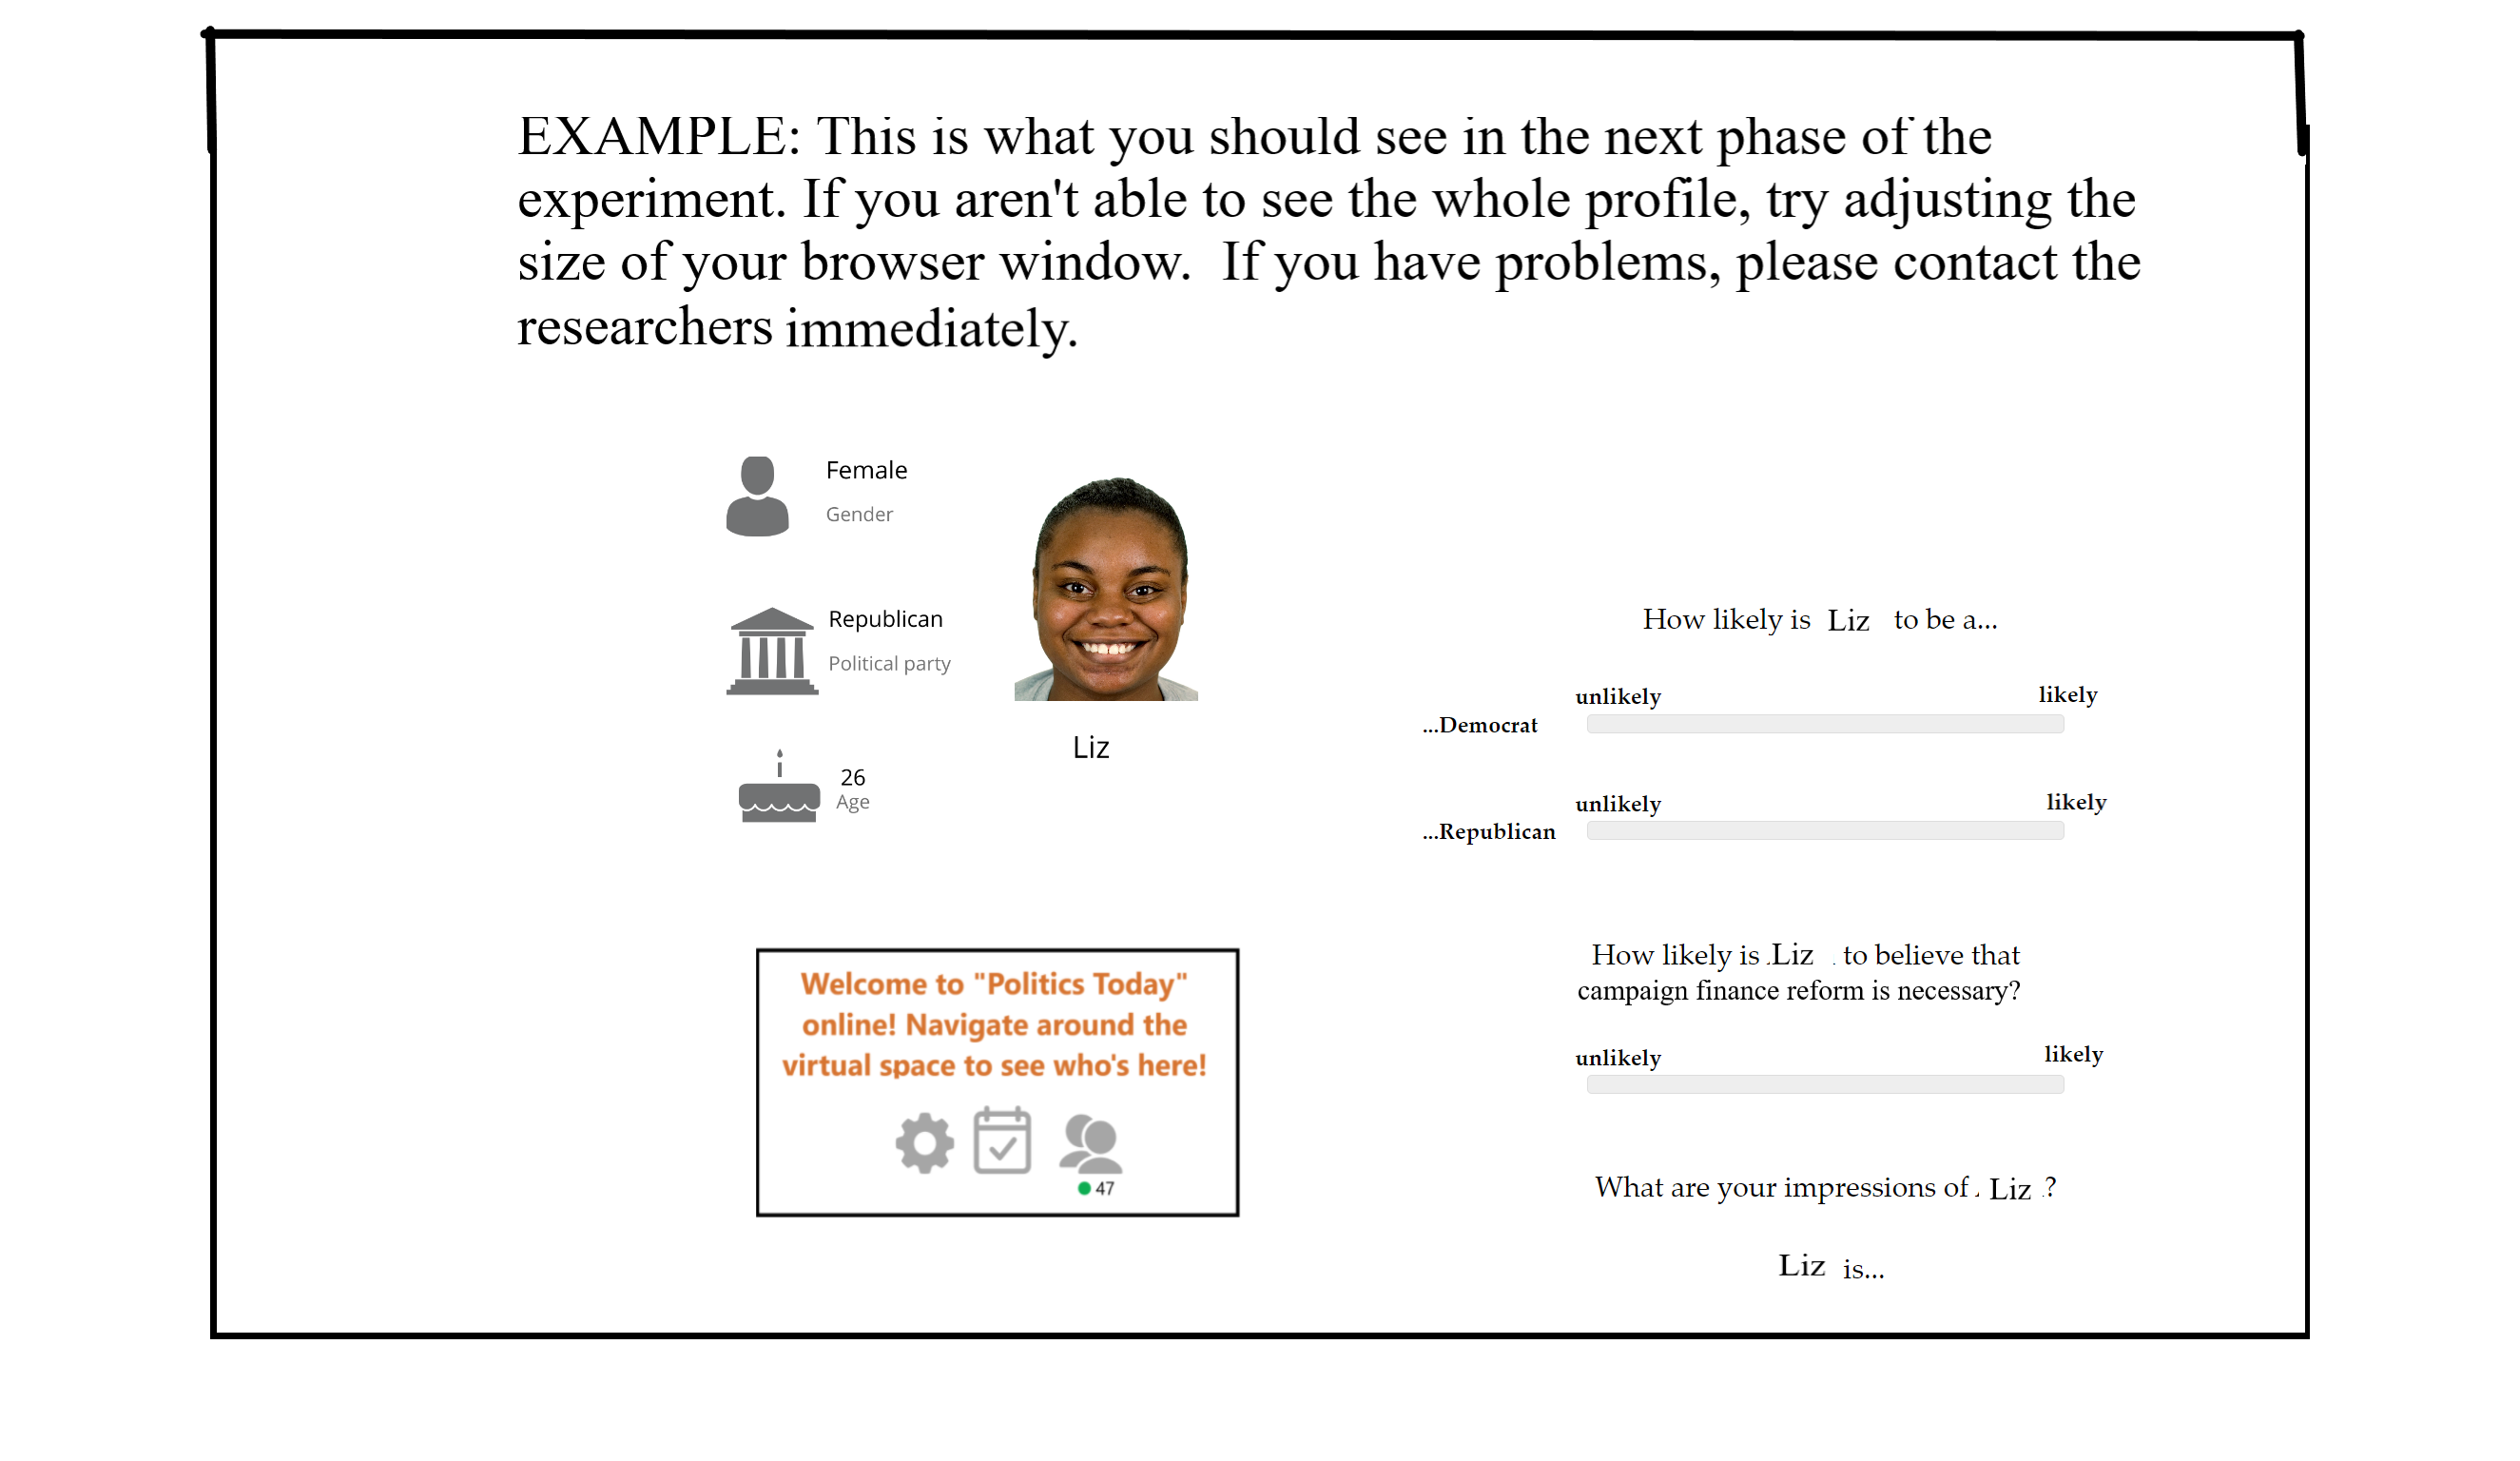 EXAMPLE: This is what you should see in the next phase of the
experiment. If you aren't able to see the whole profile, try adjusting the
size of your browser window.  If you have problems, please contact the
researchers immediately.
Female
Gender
Republican
Political party
26
Age
Liz
Welcome to "Politics Today"
online! Navigate around the
virtual space to see who's here!
47
How likely is Liz to be a...
unlikely likely
...Democrat
unlikely likely
...Republican
How likely is Liz to believe that
campaign finance reform is necessary?
unlikely likely
What are your impressions of Liz ?
Liz is...